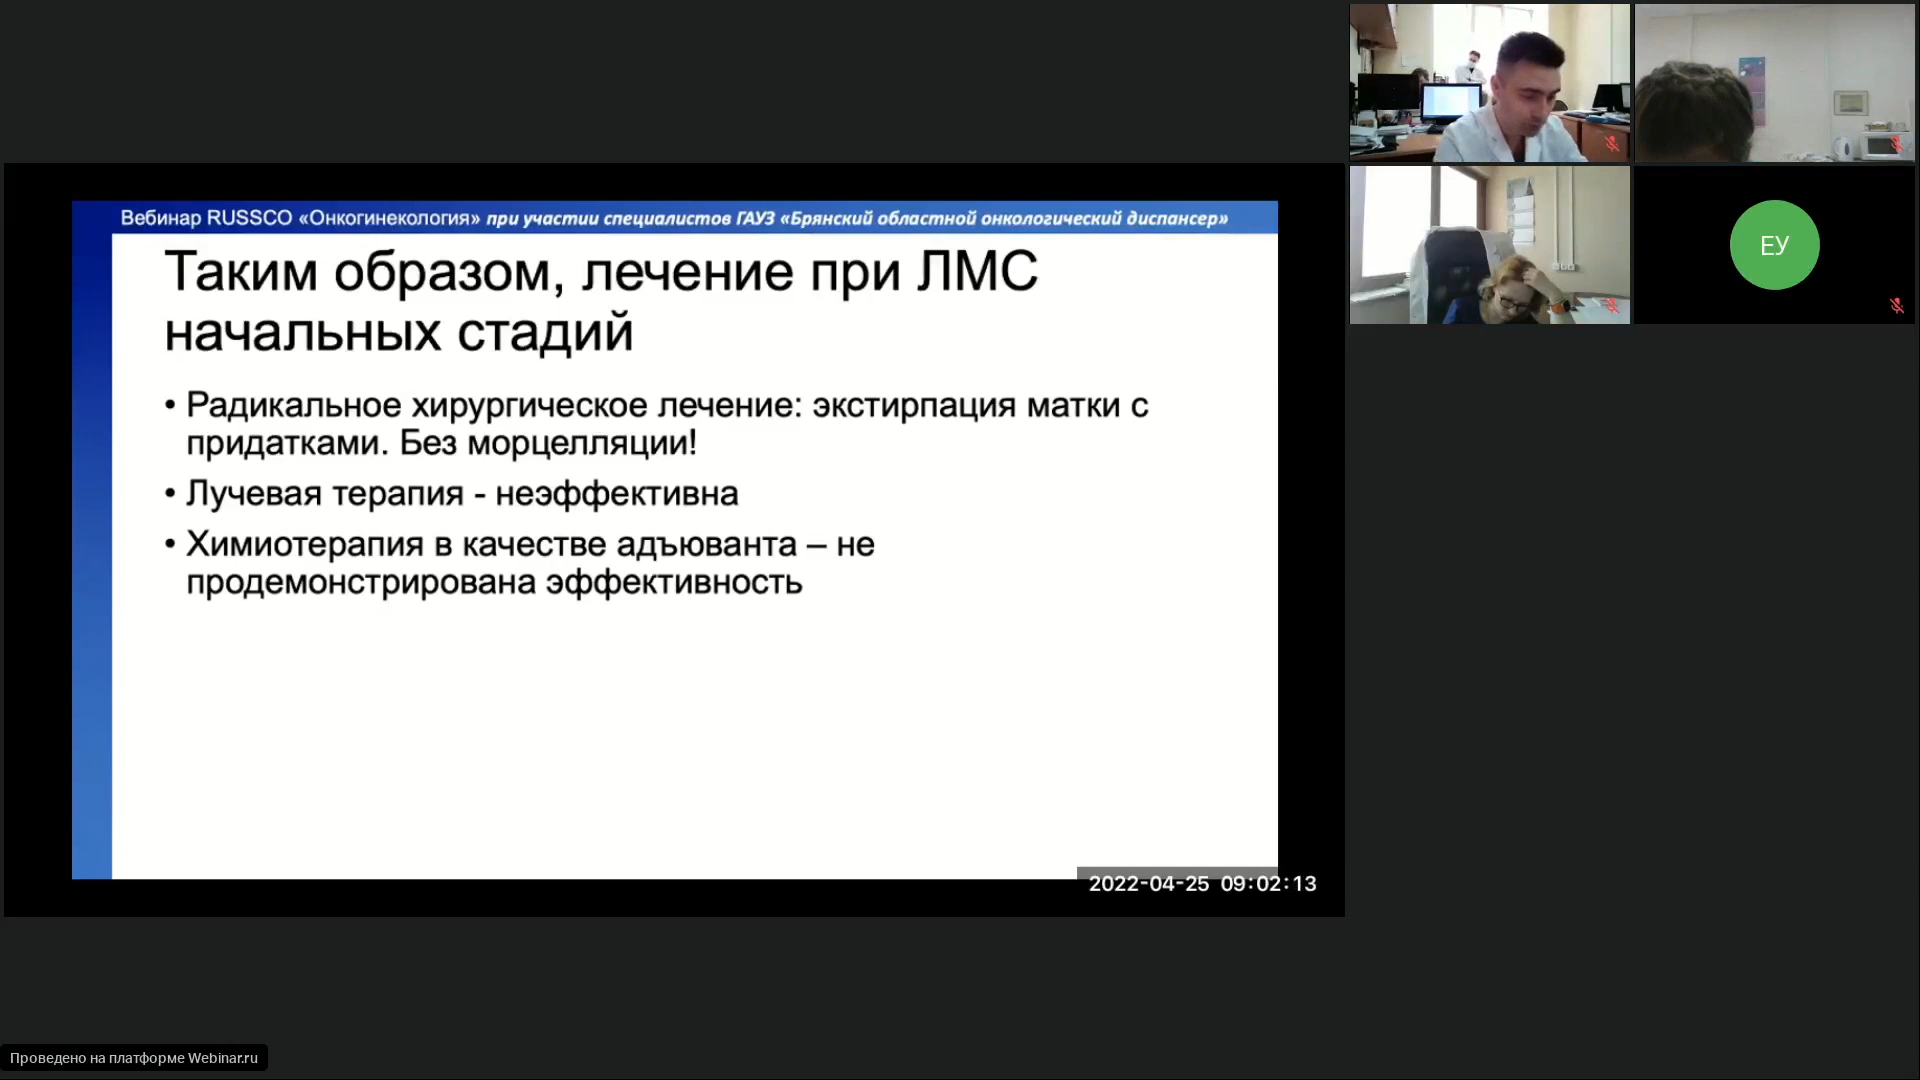 Вебинар RUSSCO «Онкогинекология» при участии специалистов ГАУЗ «Брянский областной онкологический диспансер»
Таким образом, лечение при ЛМС
начальных стадий
• Радикальное хирургическое лечение: экстирпация матки с
придатками. Без морцелляции!
• Лучевая терапия - неэффективна
• Химиотерапия в качестве адъюванта – не
продемонстрирована эффективность
2022-04-25 09:02:13
ЕУ
Проведено на платформе Webinar.ru